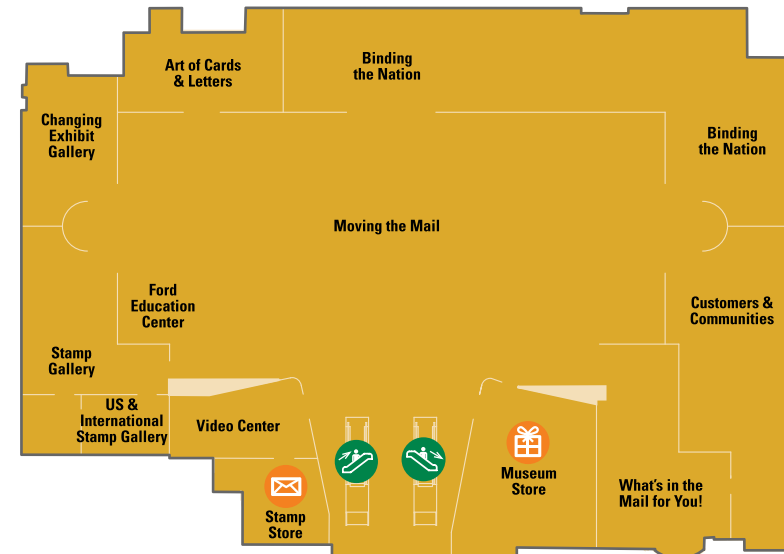 Art of Cards
& Letters
Binding
the Nation
Changing
Exhibit
Gallery
Binding
the Nation
Moving the Mail
Ford
Education
Center
Customers &
Communities
Stamp
Gallery
US &
International
Stamp Gallery
Video Center
Museum
Store
What's in the
Mail for You!
Stamp
Store